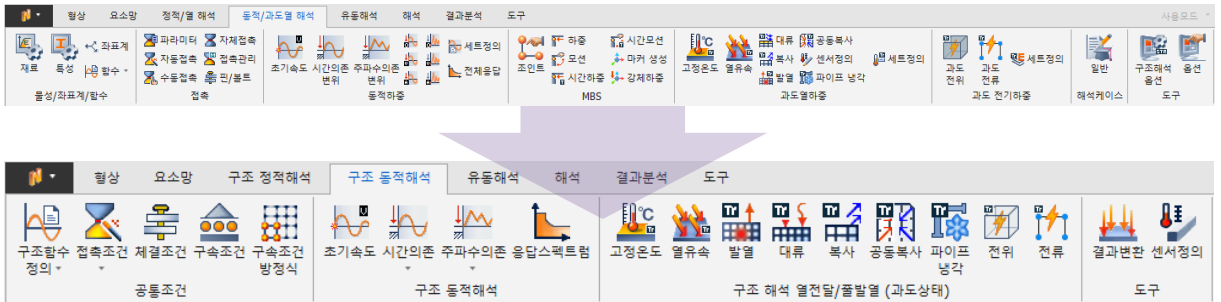 형상 요소망 정적/열 해석 동적/과도열 해석 유동해석 해석 결과분석 도구 사용모드
재료 특성 좌표계 함수
물성/좌표계/함수
파라미터 자체접촉
자동접촉 접촉관리
수동접촉 핀/볼트
접촉
초기속도 시간의존 변위 주파수의존 변위 세트정의 전체응답
동적하중
조인트 하중 시간모션
모션 마커 생성
시간하중 강체하중
MBS
°C
고정온도 열유속 대류 공동복사
복사 센서정의 세트정의
발열 파이프 냉각
과도열하중
과도 전위 과도 전류 세트정의
과도 전기하중
일반
해석케이스
구조해석 옵션 옵션
도구
형상 요소망 구조 정적해석 구조 동적해석 유동해석 해석 결과분석 도구
°C Tr Tr Tr Tr Tr
구조함수 정의 접촉조건 체결조건 구속조건 구속조건 방정식
공통조건
초기속도 시간의존 주파수의존 응답스펙트럼
구조 동적해석
고정온도 열유속 발열 대류 복사 공동복사 파이프 냉각 전위 전류
구조 해석 열전달/줄발열 (과도상태)
결과변환 센서정의
도구